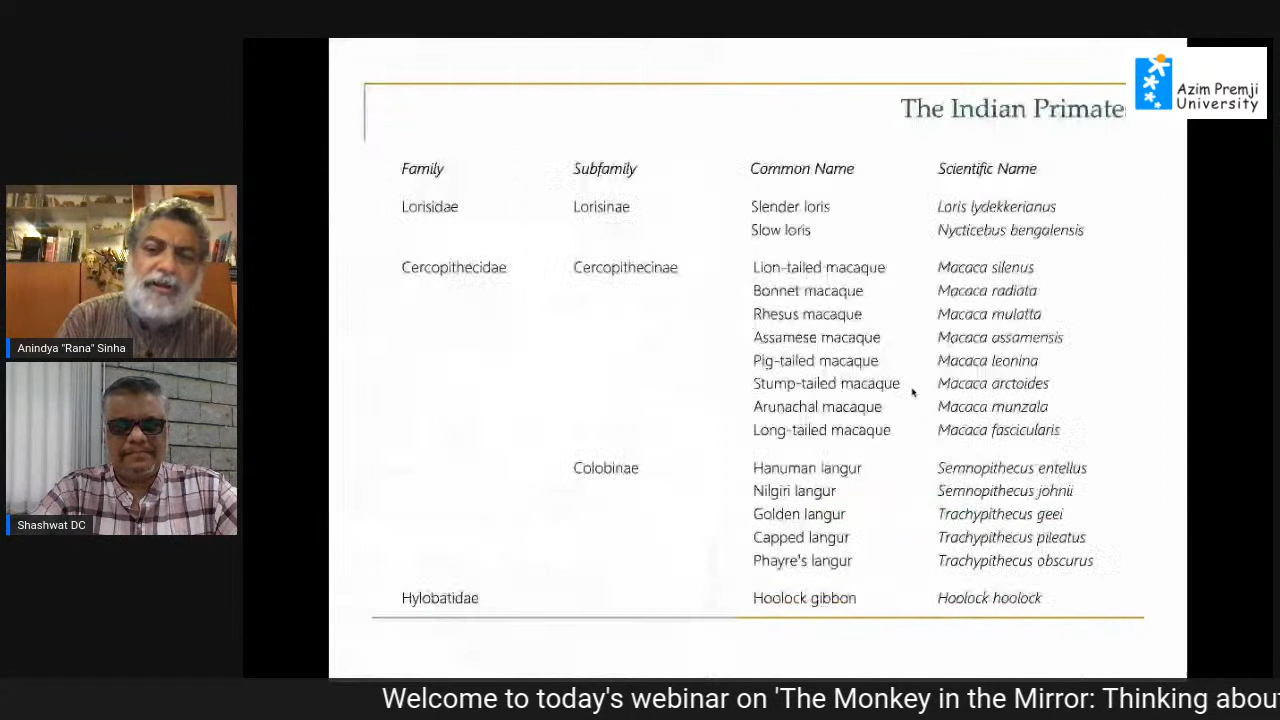 The Indian Primate
Azim Premji
University
Family Subfamily Common Name Scientific Name
Lorisidae Lorisinae Slender loris Loris lydekkerianus
Slow loris Nycticebus bengalensis
Cercopithecidae Cercopithecinae Lion-tailed macaque Macaca silenus
Bonnet macaque Macaca radiata
Rhesus macaque Macaca mulatta
Assamese macaque Macaca assamensis
Pig-tailed macaque Macaca leonina
Stump-tailed macaque Macaca arctoides
Arunachal macaque Macaca munzala
Long-tailed macaque Macaca fascicularis
Colobinae Hanuman langur Semnopithecus entellus
Nilgiri langur Semnopithecus johnii
Golden langur Trachypithecus geei
Capped langur Trachypithecus pileatus
Phayre's langur Trachypithecus obscurus
Hylobatidae Hoolock gibbon Hoolock hoolock
Anindya "Rana" Sinha
Shashwat DC
Welcome to today's webinar on 'The Monkey in the Mirror: Thinking abou